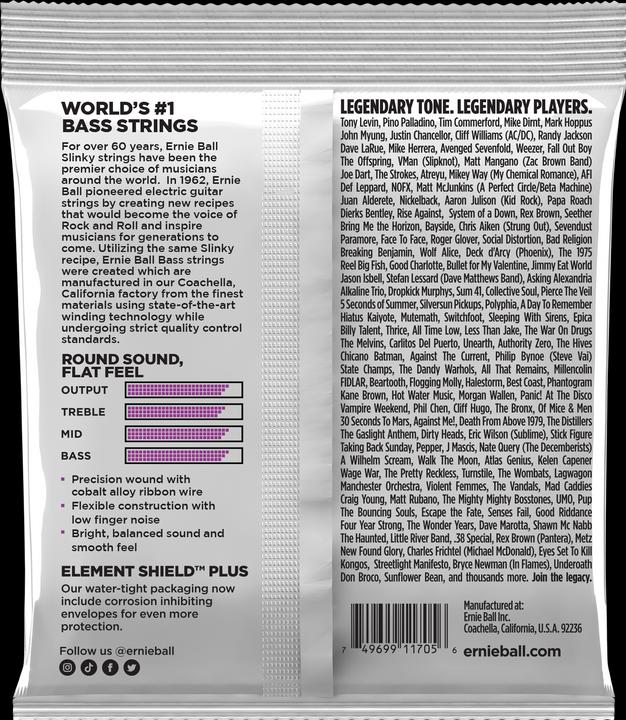 WORLD'S #1
BASS STRINGS
For over 60 years, Ernie Ball
Slinky strings have been the
premier choice of musicians
around the world. In 1962, Ernie
Ball pioneered electric guitar
strings by creating new recipes
that would become the voice of
Rock and Roll and inspire
musicians for generations to
come. Utilizing the same Slinky
recipe, Ernie Ball Bass strings
were created which are
manufactured in our Coachella,
California factory from the finest
materials using state-of-the-art
winding technology while
undergoing strict quality control
standards.
ROUND SOUND,
FLAT FEEL
OUTPUT
TREBLE
MID
BASS
Precision wound with
cobalt alloy ribbon wire
Flexible construction with
low finger noise
Bright, balanced sound and
smooth feel
ELEMENT SHIELD™ PLUS
Our water-tight packaging now
include corrosion inhibiting
envelopes for even more
protection.
Follow us @ernieball
LEGENDARY TONE. LEGENDARY PLAYERS.
Tony Levin, Pino Palladino, Tim Commerford, Mike Dirnt, Mark Hoppus
John Myung, Justin Chancellor, Cliff Williams (AC/DC), Randy Jackson
Dave LaRue, Mike Herrera, Avenged Sevenfold, Weezer, Fall Out Boy
The Offspring, VMan (Slipknot), Matt Mangano (Zac Brown Band)
Joe Dart, The Strokes, Atreyu, Mikey Way (My Chemical Romance), AFI
Def Leppard, NOFX, Matt McJunkins (A Perfect Circle/Beta Machine)
Juan Alderete, Nickelback, Aaron Julison (Kid Rock), Papa Roach
Dierks Bentley, Rise Against, System of a Down, Rex Brown, Seether
Bring Me the Horizon, Bayside, Chris Aiken (Strung Out), Sevendust
Paramore, Face To Face, Roger Glover, Social Distortion, Bad Religion
Breaking Benjamin, Wolf Alice, Deck d'Arcy (Phoenix), The 1975
Reel Big Fish, Good Charlotte, Bullet for My Valentine, Jimmy Eat World
Jason Isbell, Stefan Lessard (Dave Matthews Band), Asking Alexandria
Alkaline Trio, Dropkick Murphys, Sum 41, Collective Soul, Pierce The Veil
5 Seconds of Summer, Silversun Pickups, Polyphia, A Day To Remember
Hiatus Kaiyote, Mutemath, Switchfoot, Sleeping With Sirens, Epica
Billy Talent, Thrice, All Time Low, Less Than Jake, The War On Drugs
The Melvins, Carlitos Del Puerto, Unearth, Authority Zero, The Hives
Chicano Batman, Against The Current, Philip Bynoe (Steve Vai)
State Champs, The Dandy Warhols, All That Remains, Millencolin
FIDLAR, Beartooth, Flogging Molly, Halestorm, Best Coast, Phantogram
Kane Brown, Hot Water Music, Morgan Wallen, Panic! At The Disco
Vampire Weekend, Phil Chen, Cliff Hugo, The Bronx, Of Mice & Men
30 Seconds To Mars, Against Me!, Death From Above 1979, The Distillers
The Gaslight Anthem, Dirty Heads, Eric Wilson (Sublime), Stick Figure
Taking Back Sunday, Pepper, J Mascis, Nate Query (The Decemberists)
A Wilhelm Scream, Walk The Moon, Atlas Genius, Kelen Capener
Wage War, The Pretty Reckless, Turnstile, The Wombats, Lagwagon
Manchester Orchestra, Violent Femmes, The Vandals, Mad Caddies
Craig Young, Matt Rubano, The Mighty Mighty Bosstones, UMO, Pup
The Bouncing Souls, Escape the Fate, Senses Fail, Good Riddance
Four Year Strong, The Wonder Years, Dave Marotta, Shawn Mc Nabb
The Haunted, Little River Band, .38 Special, Rex Brown (Pantera), Metz
New Found Glory, Charles Frichtel (Michael McDonald), Eyes Set To Kill
Kongos, Streetlight Manifesto, Bryce Newman (In Flames), Underoath
Don Broco, Sunflower Bean, and thousands more. Join the legacy.
7 49699 11705 6
Manufactured at:
Ernie Ball Inc.
Coachella, California, U.S.A. 92236
ernieball.com